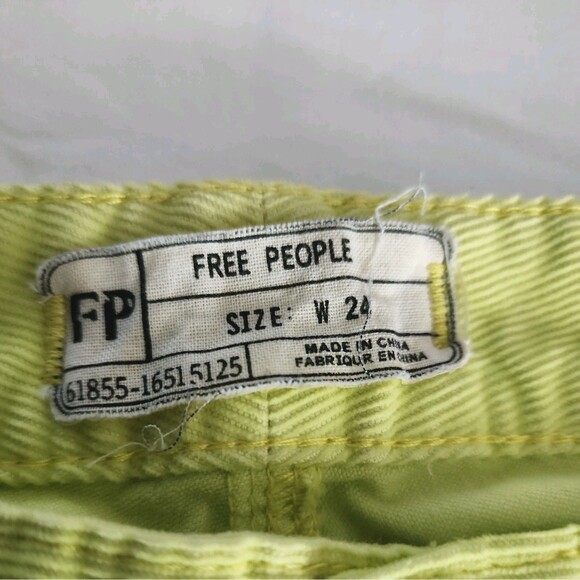 FREE PEOPLE
FP
SIZE: W 24
MADE IN CHINA
FABRIQUR EN CHINA
61855-16515125